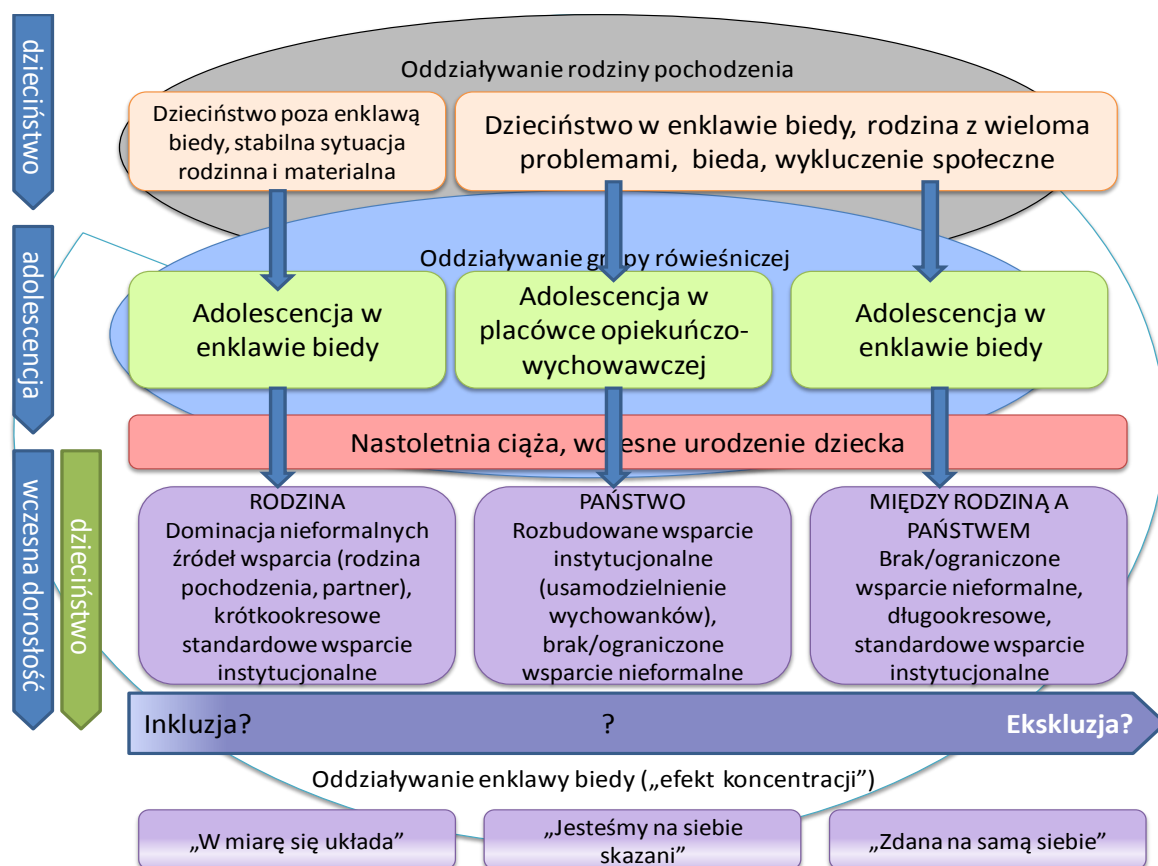 dzieciństwo
Oddziaływanie rodziny pochodzenia
Dzieciństwo poza enklawą
biedy, stabilna sytuacja
rodzinna i materialna
Dzieciństwo w enklawie biedy, rodzina z wieloma
problemami, bieda, wykluczenie społeczne
adolescencja
Oddziaływanie grupy rówieśniczej
Adolescencja w
enklawie biedy
Adolescencja w
placówce opiekuńczo-
wychowawczej
Adolescencja w
enklawie biedy
Nastoletnia ciąża, wczesne urodzenie dziecka
wczesna dorosłość
dzieciństwo
RODZINA
Dominacja nieformalnych
źródeł wsparcia (rodzina
pochodzenia, partner),
krótkookresowe
standardowe wsparcie
instytucjonalne
PAŃSTWO
Rozbudowane wsparcie
instytucjonalne
(usamodzielnienie
wychowanków),
brak/ograniczone
wsparcie nieformalne
MIĘDZY RODZINĄ A
PAŃSTWEM
Brak/ograniczone
wsparcie nieformalne,
długookresowe,
standardowe wsparcie
instytucjonalne
Inkluzja?
?
Ekskluzja?
Oddziaływanie enklawy biedy („efekt koncentracji”)
„W miarę się układa”
„Jesteśmy na siebie
skazani”
„Zdana na samą siebie”